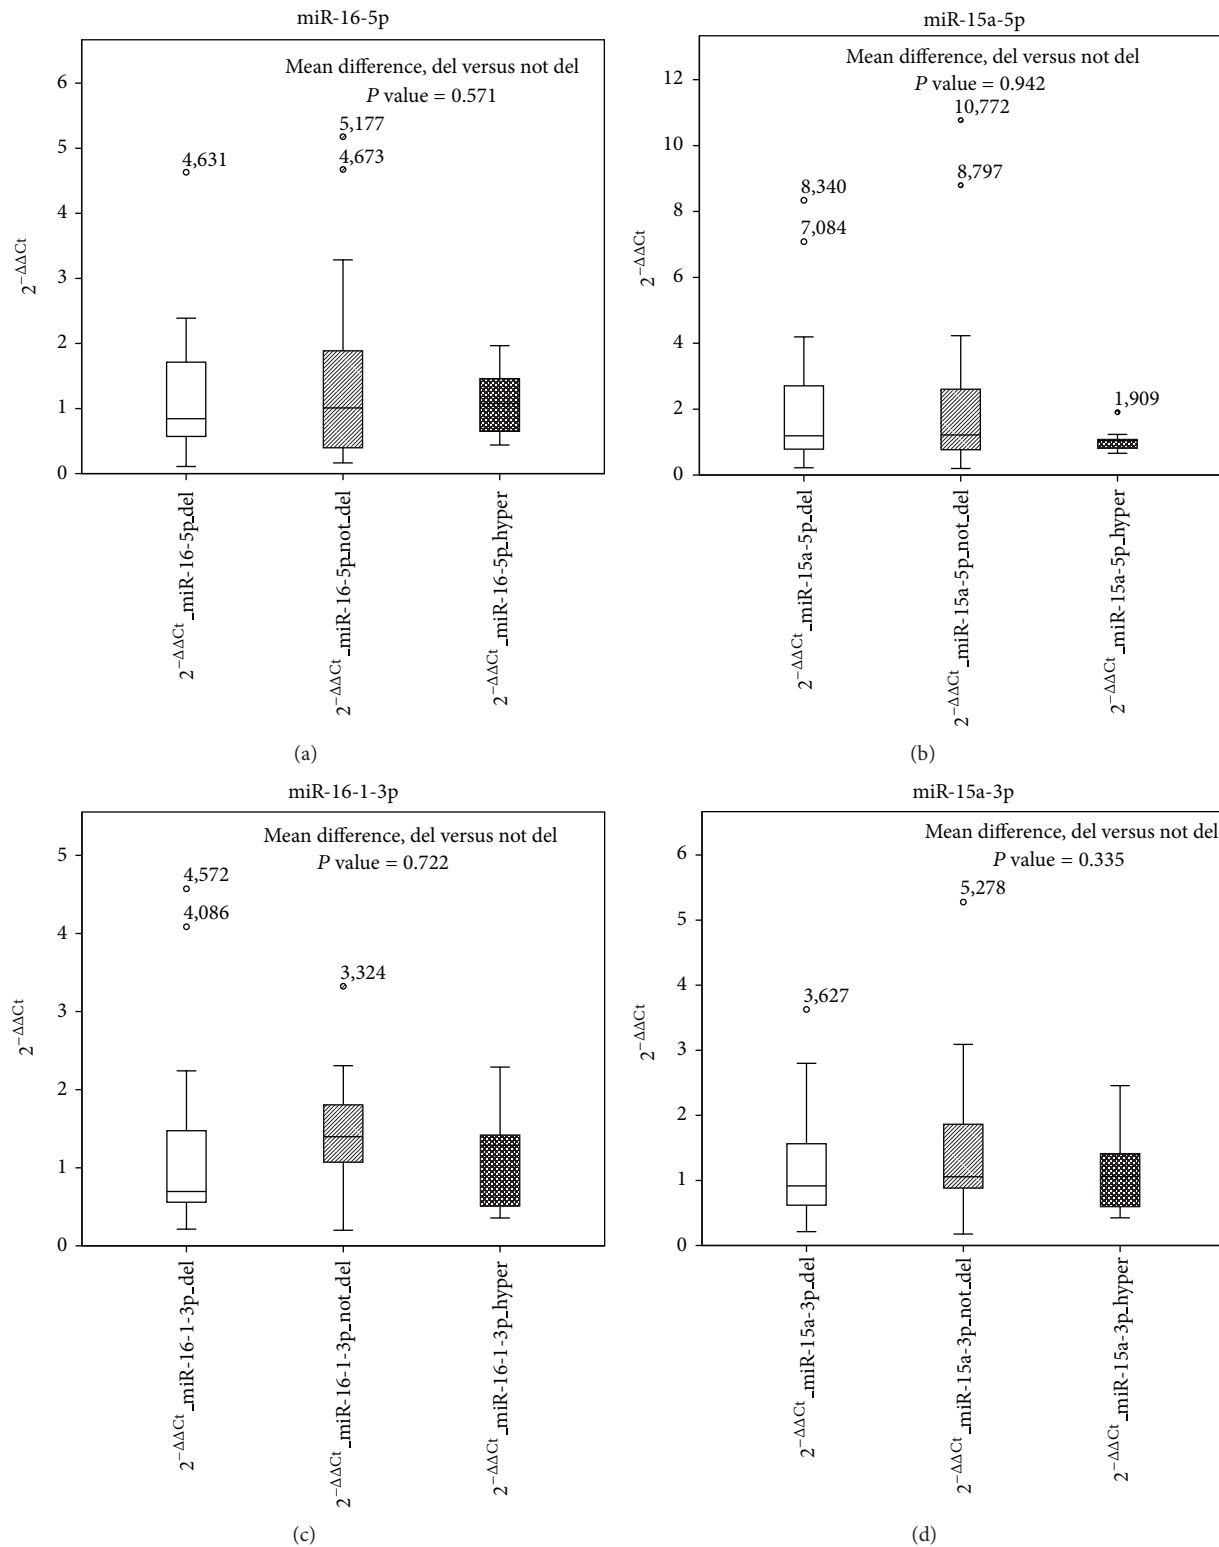 miR-16-5p
Mean difference, del versus not del
P value = 0.571
6
5
4
3
2
1
0
2−ΔΔCt
4,631
5,177
4,673
2−ΔΔCt_miR-16-5p_del
2−ΔΔCt_miR-16-5p_not_del
2−ΔΔCt_miR-16-5p_hyper
(a)
miR-15a-5p
Mean difference, del versus not del
P value = 0.942
12
10
8
6
4
2
0
2−ΔΔCt
8,340
7,084
10,772
8,797
1,909
2−ΔΔCt_miR-15a-5p_del
2−ΔΔCt_miR-15a-5p_not_del
2−ΔΔCt_miR-15a-5p_hyper
(b)
miR-16-1-3p
Mean difference, del versus not del
P value = 0.722
5
4
3
2
1
0
2−ΔΔCt
4,572
4,086
3,324
2−ΔΔCt_miR-16-1-3p_del
2−ΔΔCt_miR-16-1-3p_not_del
2−ΔΔCt_miR-16-1-3p_hyper
(c)
miR-15a-3p
Mean difference, del versus not del
P value = 0.335
6
5
4
3
2
1
0
2−ΔΔCt
3,627
5,278
2−ΔΔCt_miR-15a-3p_del
2−ΔΔCt_miR-15a-3p_not_del
2−ΔΔCt_miR-15a-3p_hyper
(d)